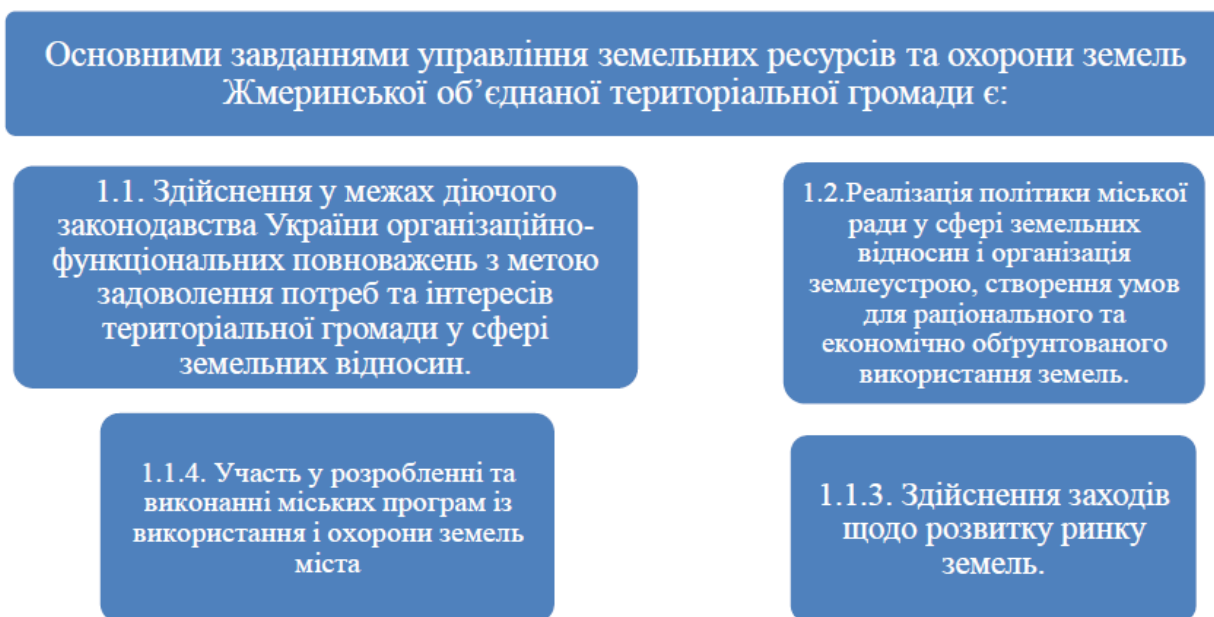 Основними завданнями управління земельних ресурсів та охорони земель
Жмеринської об’єднаної територіальної громади є:
1.1. Здійснення у межах діючого
законодавства України організаційно-
функціональних повноважень з метою
задоволення потреб та інтересів
територіальної громади у сфері
земельних відносин.
1.2.Реалізація політики міської
ради у сфері земельних
відносин і організація
землеустрою, створення умов
для раціонального та
економічно обґрунтованого
використання земель.
1.1.4. Участь у розробленні та
виконанні міських програм із
використання і охорони земель
міста
1.1.3. Здійснення заходів
щодо розвитку ринку
земель.